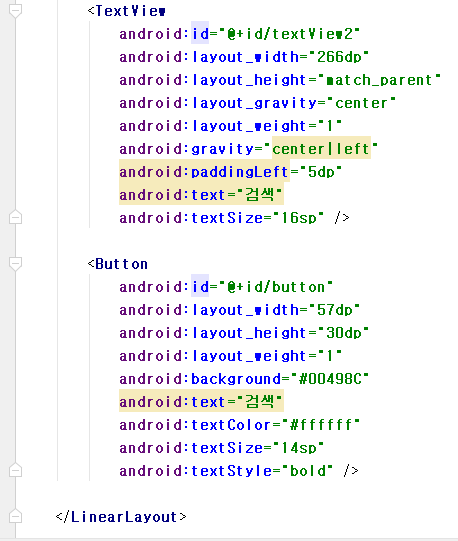 <TextView
android:id="@+id/textView2"
android:layout_width="266dp"
android:layout_height="match_parent"
android:layout_gravity="center"
android:layout_weight="1"
android:gravity="center|left"
android:paddingLeft="5dp"
android:text="검색"
android:textSize="16sp" />
<Button
android:id="@+id/button"
android:layout_width="57dp"
android:layout_height="30dp"
android:layout_weight="1"
android:background="#00498C"
android:text="검색"
android:textColor="#ffffff"
android:textSize="14sp"
android:textStyle="bold" />
</LinearLayout>